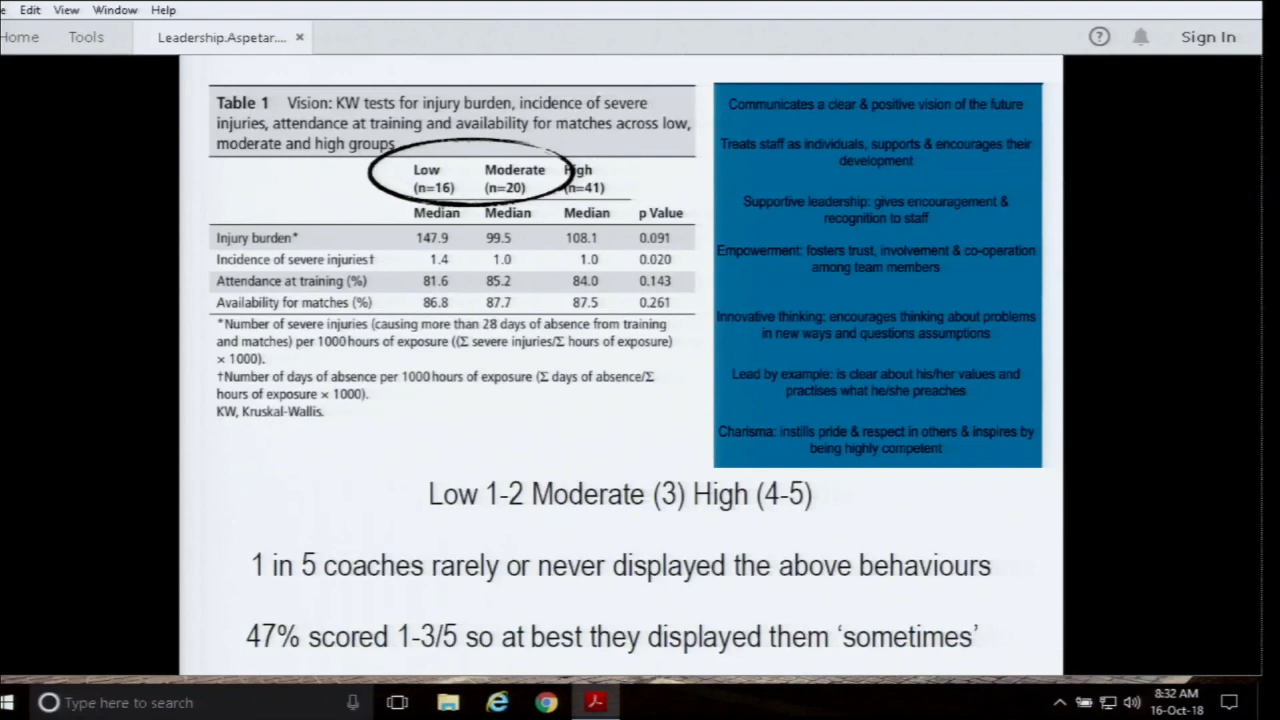 Edit View Window Help
Home Tools Leadership.Aspetar.... × ? Sign In
Table 1 Vision: KW tests for injury burden, incidence of severe
injuries, attendance at training and availability for matches across low,
moderate and high groups
Low Moderate High
(n=16) (n=20) (n=41)
Median Median Median p Value
Injury burden* 147.9 99.5 108.1 0.091
Incidence of severe injuries† 1.4 1.0 1.0 0.020
Attendance at training (%) 81.6 85.2 84.0 0.143
Availability for matches (%) 86.8 87.7 87.5 0.261
*Number of severe injuries (causing more than 28 days of absence from training
and matches) per 1000 hours of exposure ((Σ severe injuries/Σ hours of exposure)
× 1000).
†Number of days of absence per 1000 hours of exposure (Σ days of absence/Σ
hours of exposure × 1000).
KW, Kruskal-Wallis.
Communicates a clear & positive vision of the future
Treats staff as individuals, supports & encourages their
development
Supportive leadership: gives encouragement &
recognition to staff
Empowerment: fosters trust, involvement & co-operation
among team members
Innovative thinking: encourages thinking about problems
in new ways and questions assumptions
Lead by example: is clear about his/her values and
practises what he/she preaches
Charisma: instills pride & respect in others & inspires by
being highly competent
Low 1-2 Moderate (3) High (4-5)
1 in 5 coaches rarely or never displayed the above behaviours
47% scored 1-3/5 so at best they displayed them ‘sometimes’
Type here to search
8:32 AM
16-Oct-18